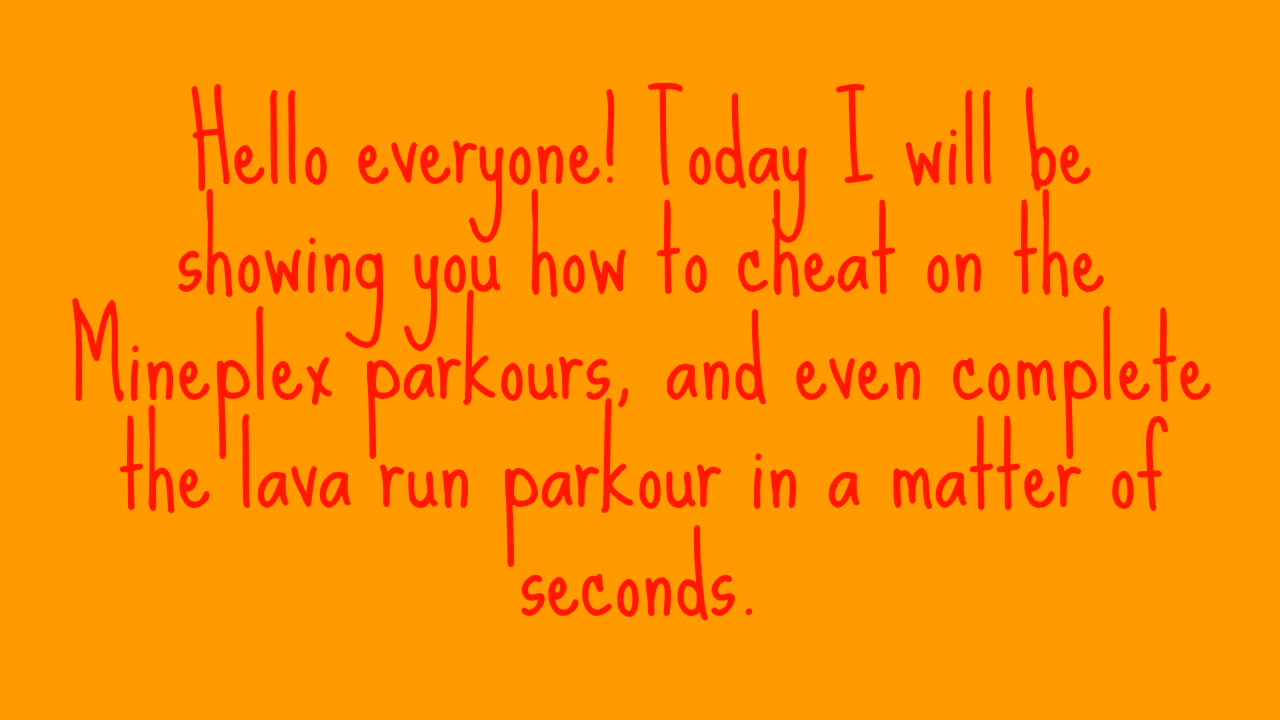 Hello everyone! Today I will be
showing you how to cheat on the
Mineplex parkours, and even complete
the lava run parkour in a matter of
seconds.